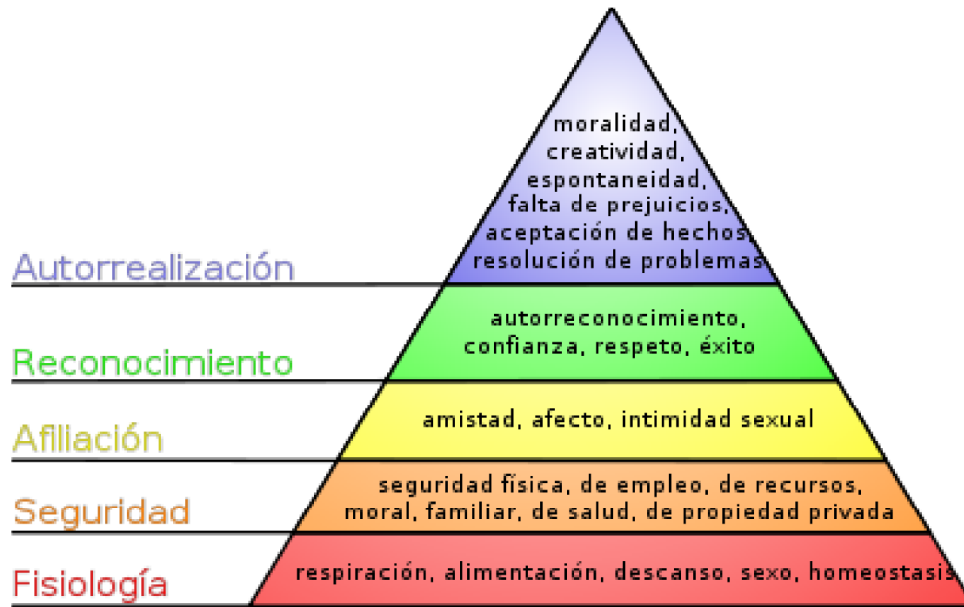 moralidad,
creatividad,
espontaneidad,
falta de prejuicios,
aceptación de hechos,
resolución de problemas
Autorrealización
autorreconocimiento,
confianza, respeto, éxito
Reconocimiento
amistad, afecto, intimidad sexual
Afiliación
seguridad física, de empleo, de recursos,
moral, familiar, de salud, de propiedad privada
Seguridad
respiración, alimentación, descanso, sexo, homeostasis
Fisiología